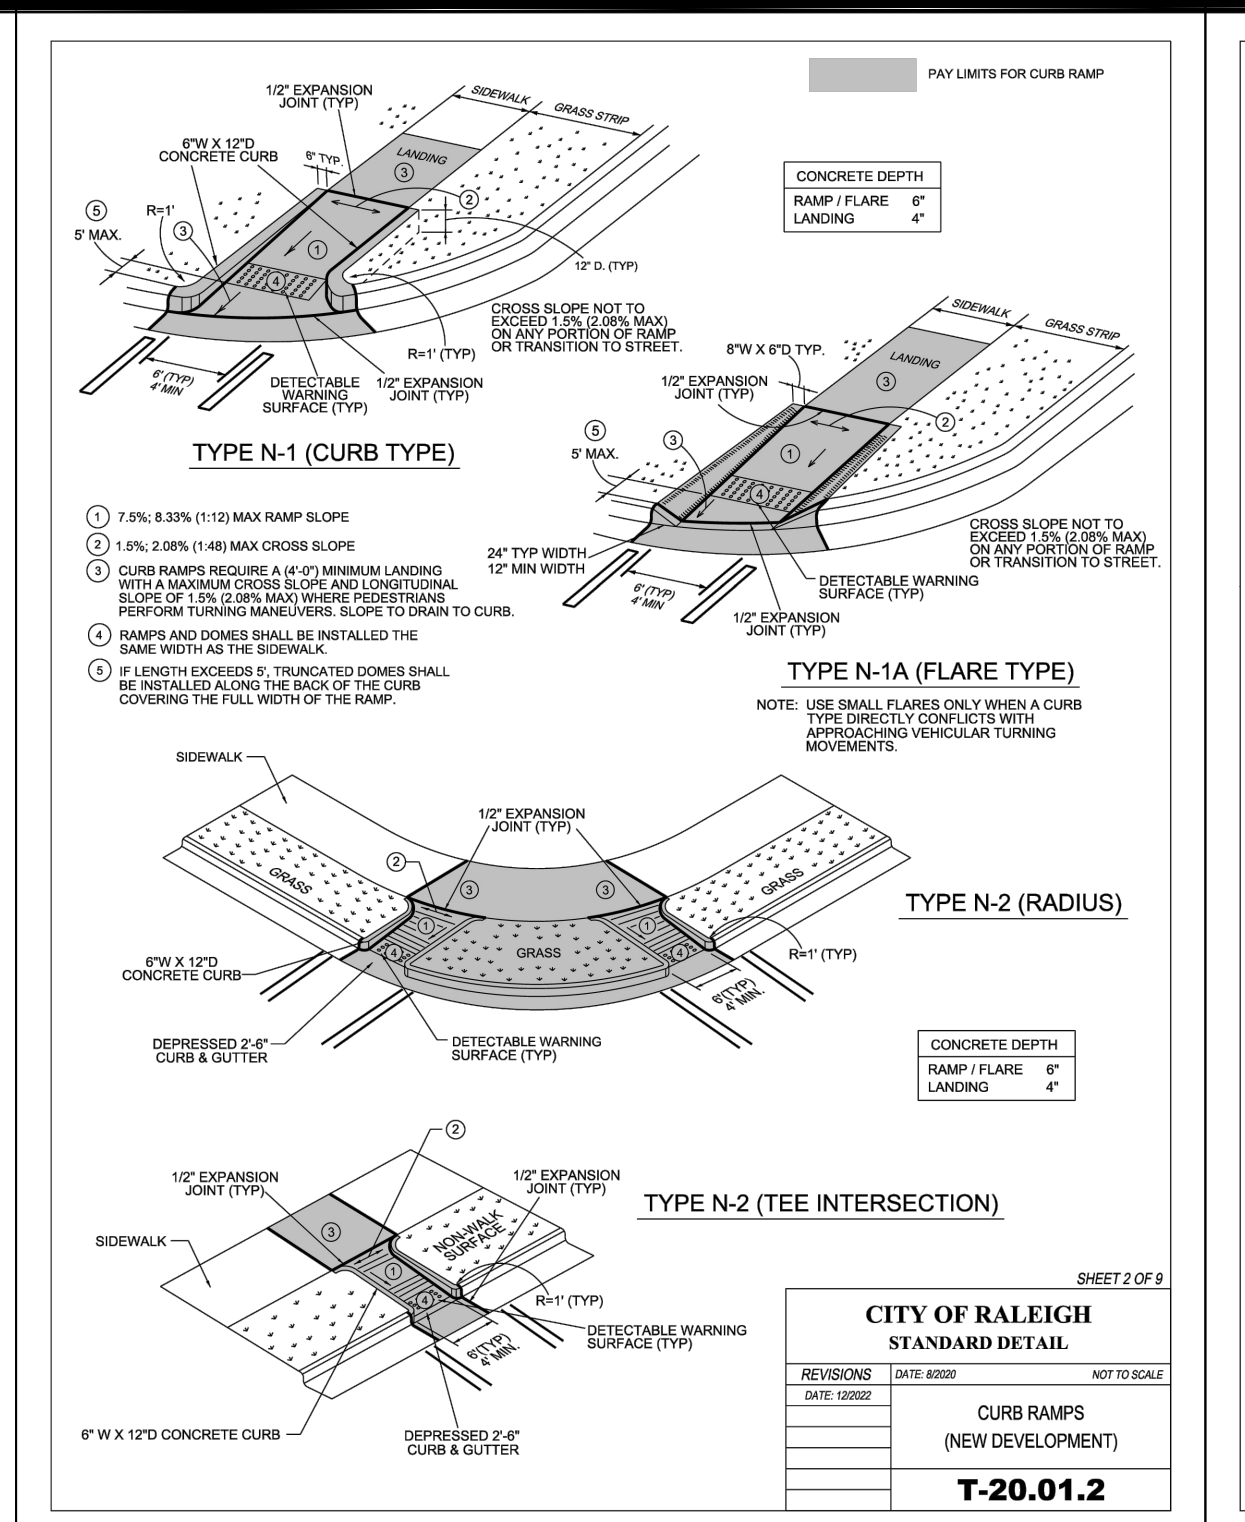 PAY LIMITS FOR CURB RAMP
1/2" EXPANSION
JOINT (TYP)
SIDEWALK
GRASS STRIP
6"W X 12"D
CONCRETE CURB
6" TYP.
LANDING
3
2
5
5' MAX.
R=1'
3
1
4
12" D. (TYP)
CROSS SLOPE NOT TO
EXCEED 1.5% (2.08% MAX)
ON ANY PORTION OF RAMP
OR TRANSITION TO STREET.
R=1' (TYP)
6' (TYP)
4' MIN
DETECTABLE
WARNING
SURFACE (TYP)
1/2" EXPANSION
JOINT (TYP)
TYPE N-1 (CURB TYPE)
CONCRETE DEPTH
RAMP / FLARE 6"
LANDING 4"
SIDEWALK
GRASS STRIP
8"W X 6"D TYP.
LANDING
3
1/2" EXPANSION
JOINT (TYP)
2
5
5' MAX.
3
1
4
24" TYP WIDTH
12" MIN WIDTH
6' (TYP)
4' MIN
CROSS SLOPE NOT TO
EXCEED 1.5% (2.08% MAX)
ON ANY PORTION OF RAMP
OR TRANSITION TO STREET.
DETECTABLE WARNING
SURFACE (TYP)
1/2" EXPANSION
JOINT (TYP)
TYPE N-1A (FLARE TYPE)
NOTE: USE SMALL FLARES ONLY WHEN A CURB
TYPE DIRECTLY CONFLICTS WITH
APPROACHING VEHICULAR TURNING
MOVEMENTS.
1 7.5%; 8.33% (1:12) MAX RAMP SLOPE
2 1.5%; 2.08% (1:48) MAX CROSS SLOPE
3 CURB RAMPS REQUIRE A (4'-0") MINIMUM LANDING
WITH A MAXIMUM CROSS SLOPE AND LONGITUDINAL
SLOPE OF 1.5% (2.08% MAX) WHERE PEDESTRIANS
PERFORM TURNING MANEUVERS. SLOPE TO DRAIN TO CURB.
4 RAMPS AND DOMES SHALL BE INSTALLED THE
SAME WIDTH AS THE SIDEWALK.
5 IF LENGTH EXCEEDS 5', TRUNCATED DOMES SHALL
BE INSTALLED ALONG THE BACK OF THE CURB
COVERING THE FULL WIDTH OF THE RAMP.
SIDEWALK
1/2" EXPANSION
JOINT (TYP)
2
GRASS
3
3
GRASS
1
1
4
GRASS
4
6"W X 12"D
CONCRETE CURB
R=1' (TYP)
6'(TYP)
4' MIN.
DEPRESSED 2'-6"
CURB & GUTTER
DETECTABLE WARNING
SURFACE (TYP)
TYPE N-2 (RADIUS)
CONCRETE DEPTH
RAMP / FLARE 6"
LANDING 4"
2
1/2" EXPANSION
JOINT (TYP)
1/2" EXPANSION
JOINT (TYP)
3
NON-WALK
SURFACE
SIDEWALK
1
4
R=1' (TYP)
6'(TYP)
4' MIN.
DETECTABLE WARNING
SURFACE (TYP)
6" W X 12"D CONCRETE CURB
DEPRESSED 2'-6"
CURB & GUTTER
TYPE N-2 (TEE INTERSECTION)
SHEET 2 OF 9
CITY OF RALEIGH
STANDARD DETAIL
REVISIONS
DATE: 8/2020
NOT TO SCALE
DATE: 12/2022
CURB RAMPS
(NEW DEVELOPMENT)
T-20.01.2